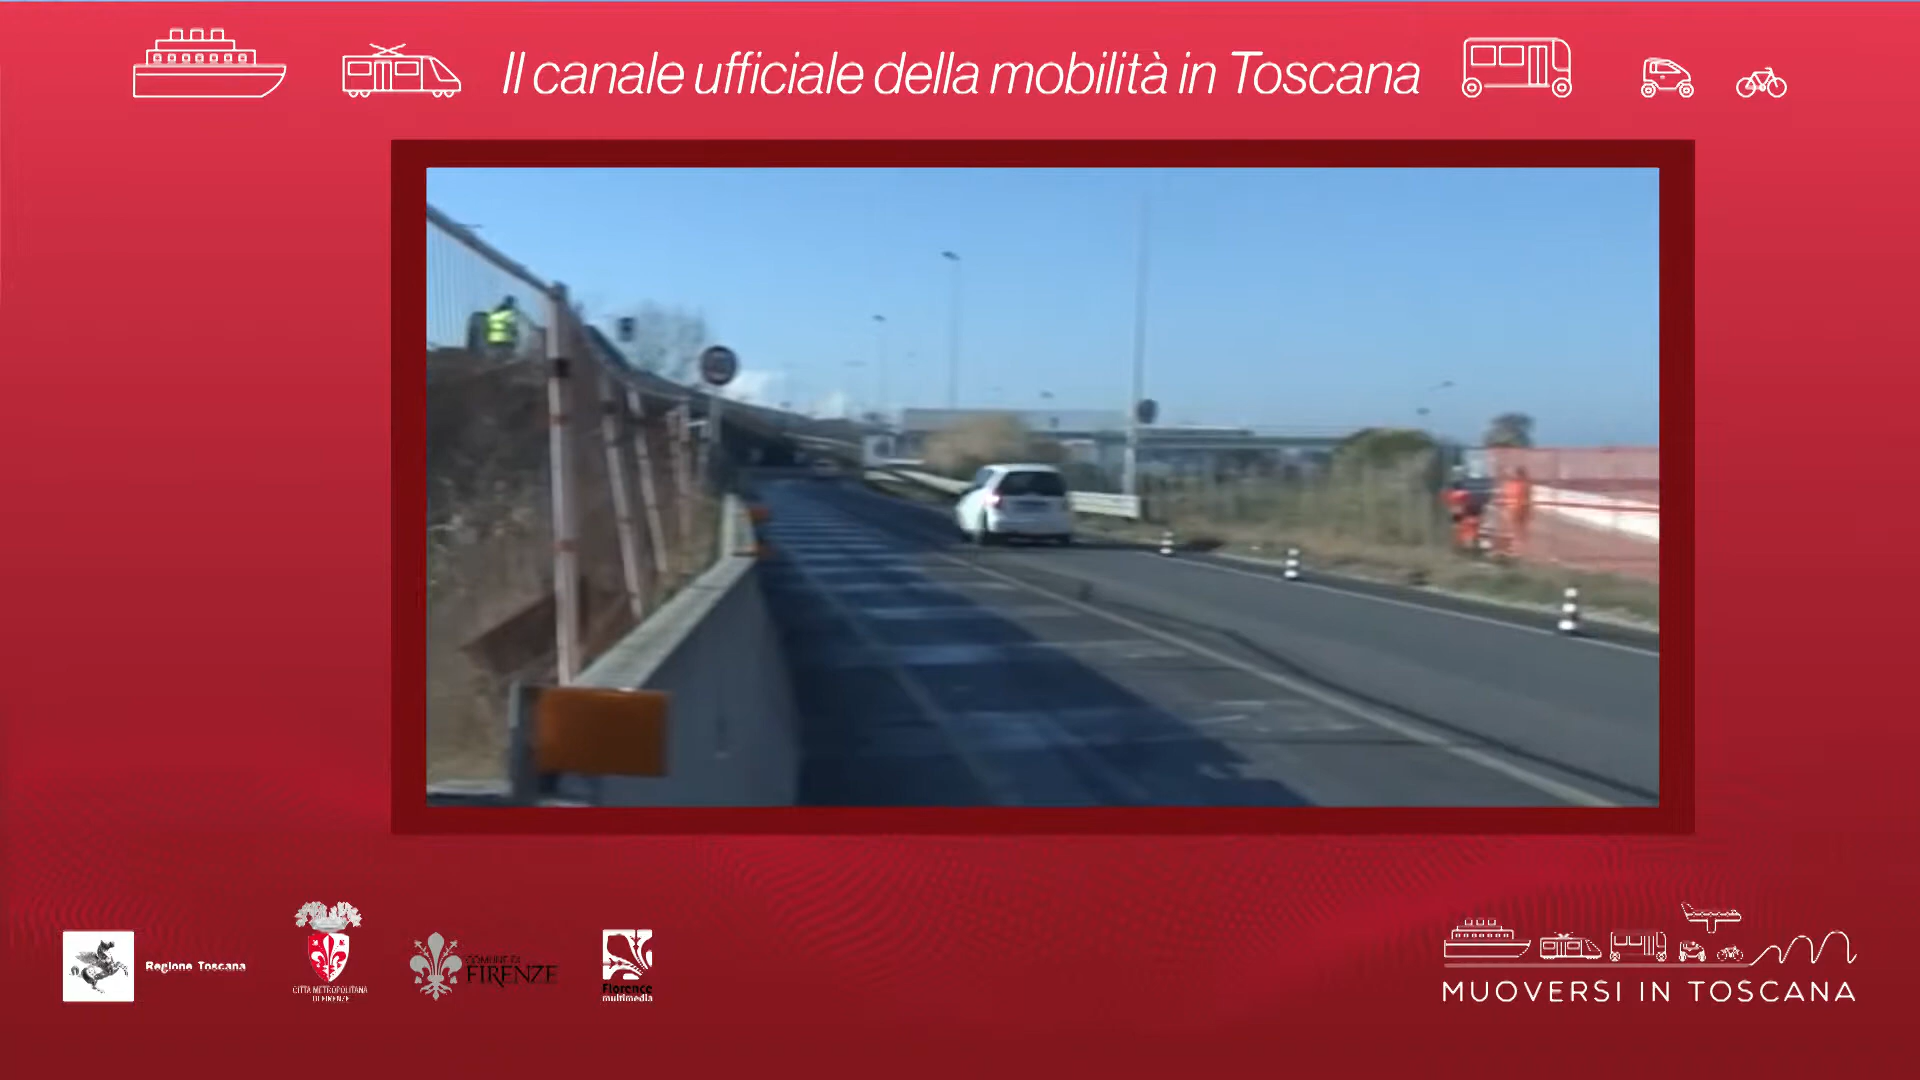 Il canale ufficiale della mobilità in Toscana
Regione Toscana
CITTÀ METROPOLITANA
DI FIRENZE
COMUNE DI
FIRENZE
Florence
multimedia
MUOVERSI IN TOSCANA